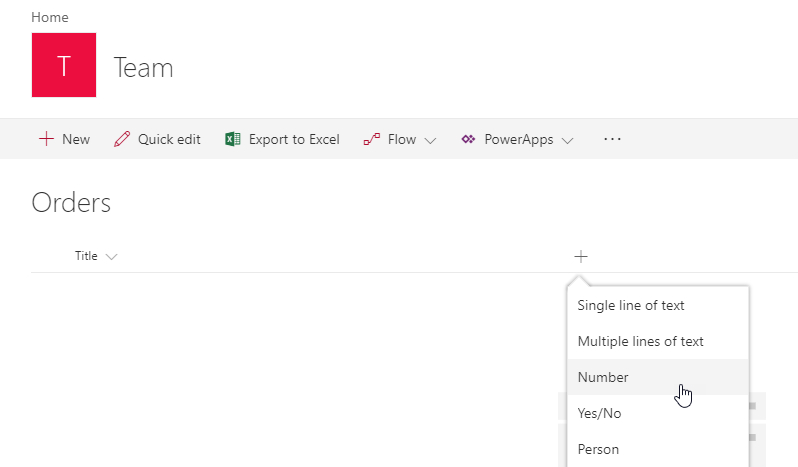 Home
T
Team
New Quick edit Export to Excel Flow PowerApps ...
Orders
Title
Single line of text
Multiple lines of text
Number
Yes/No
Person